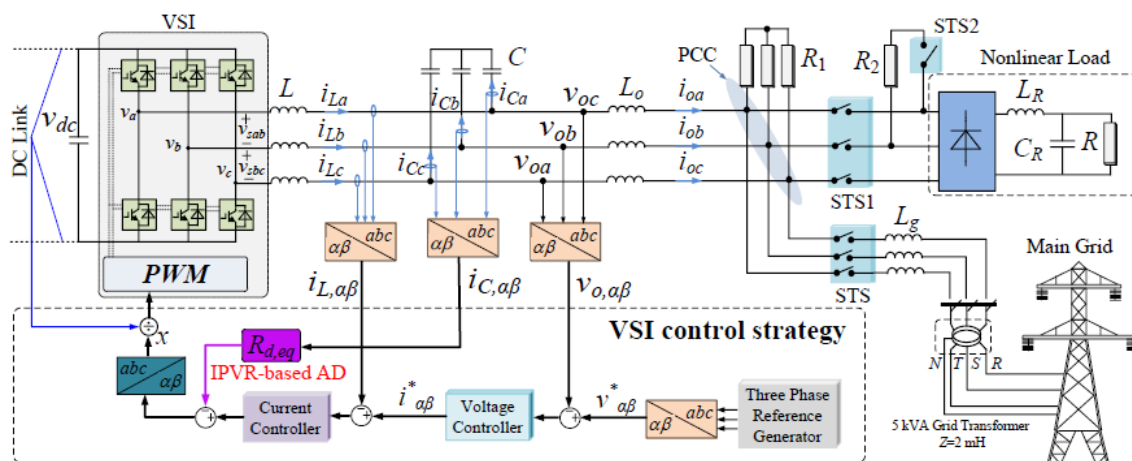 VSI
DC Link
v_dc
v_a
v_b
v_c
+
v_sab
−
+
v_sbc
−
PWM
L
i_La
i_Lb
i_Lc
C
i_Cb
i_Ca
i_Cc
v_oc
v_ob
v_oa
L_o
i_oa
i_ob
i_oc
PCC
R_1
R_2
STS2
STS1
Nonlinear Load
L_R
C_R
R
STS
L_g
Main Grid
N T S R
5 kVA Grid Transformer
Z=2 mH
abc
αβ
abc
αβ
abc
αβ
i_L,αβ
i_C,αβ
v_o,αβ
VSI control strategy
÷
x
R_d,eq
IPVR-based AD
abc
αβ
Current
Controller
i*_αβ
Voltage
Controller
v*_αβ
abc
αβ
Three Phase
Reference
Generator